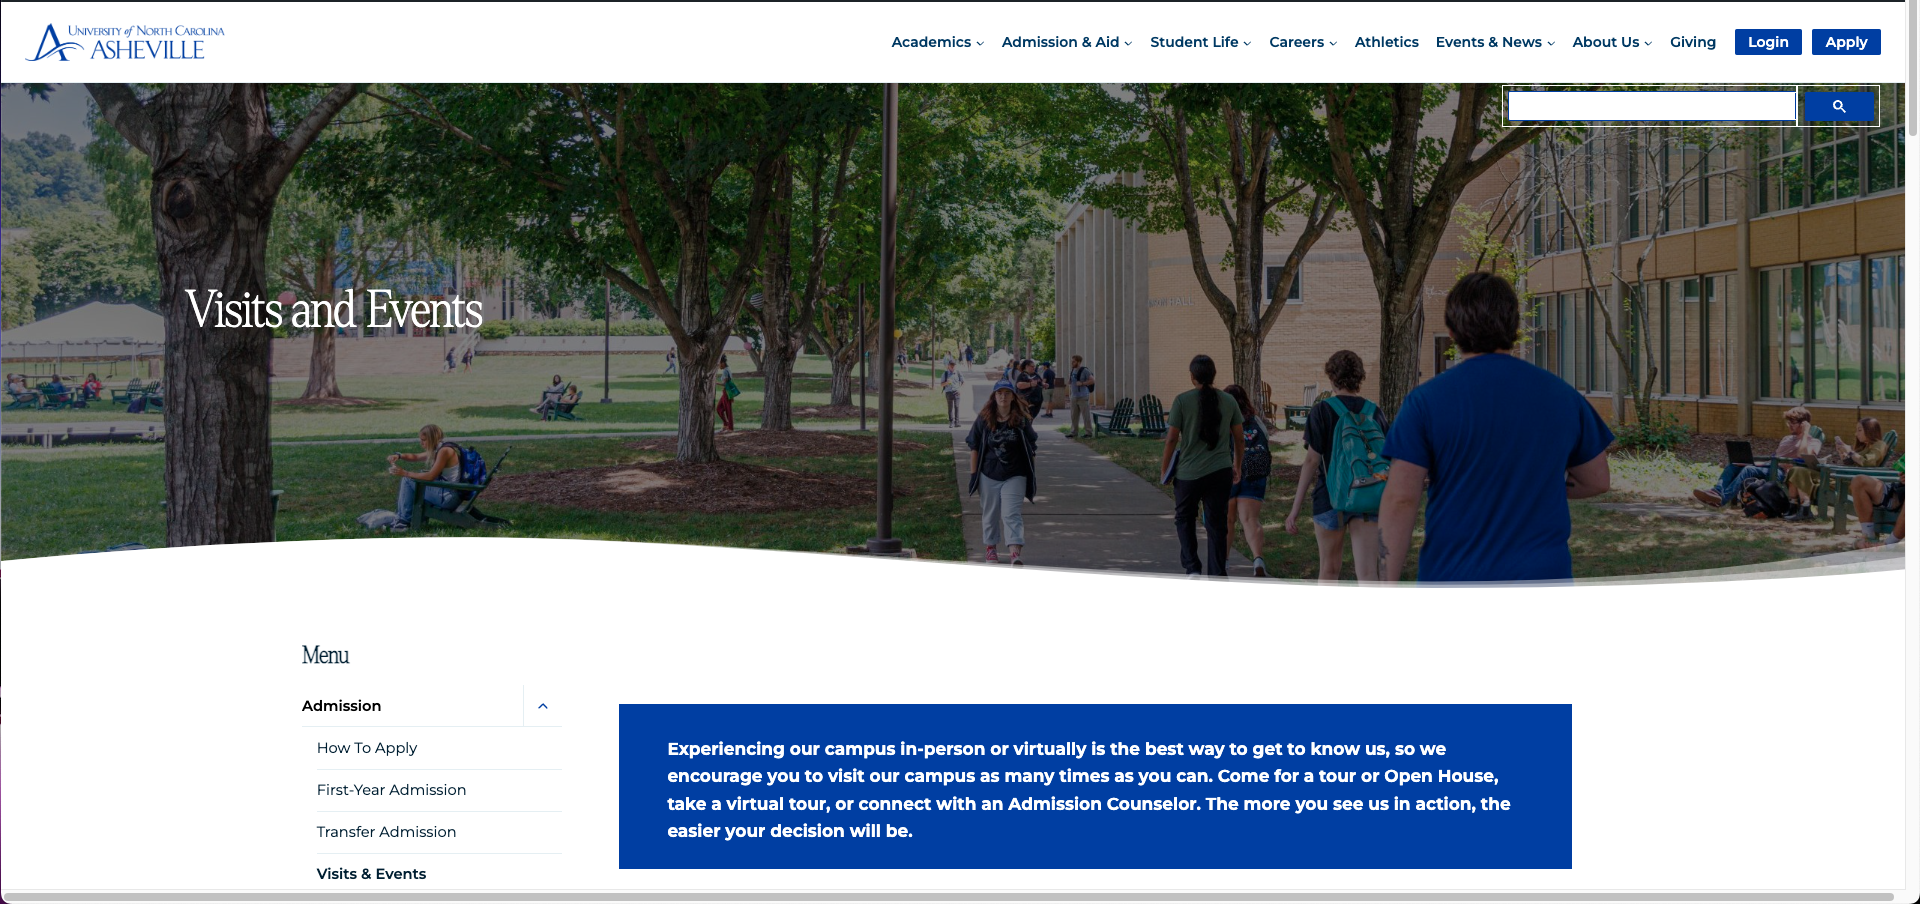 University of North Carolina
Asheville
Academics
Admission & Aid
Student Life
Careers
Athletics
Events & News
About Us
Giving
Login
Apply
Visits and Events
Menu
Admission
How To Apply
First-Year Admission
Transfer Admission
Visits & Events
Experiencing our campus in-person or virtually is the best way to get to know us, so we
encourage you to visit our campus as many times as you can. Come for a tour or Open House,
take a virtual tour, or connect with an Admission Counselor. The more you see us in action, the
easier your decision will be.